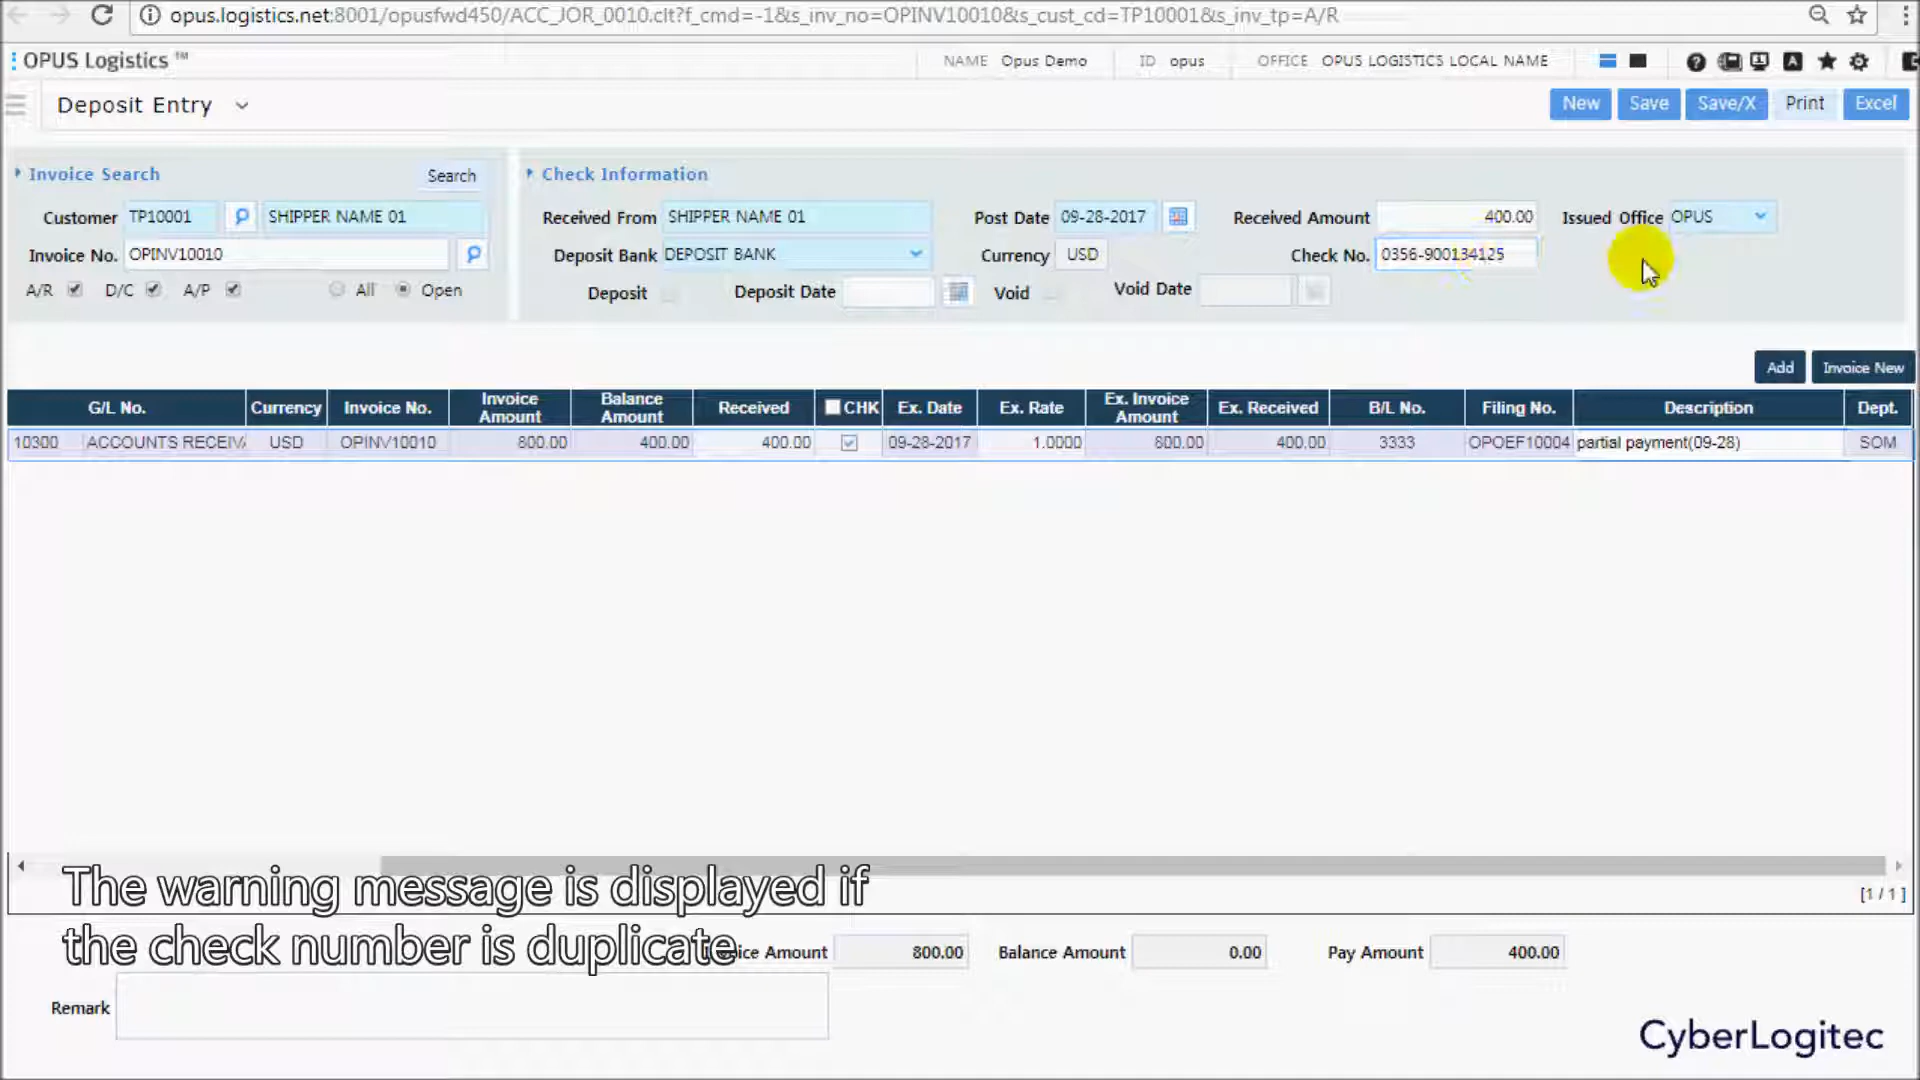 opus.logistics.net:8001/opusfwd450/ACC_JOR_0010.clt?f_cmd=-1&s_inv_no=OPINV10010&s_cust_cd=TP10001&s_inv_tp=A/R
OPUS Logistics ™ NAME Opus Demo ID opus OFFICE OPUS LOGISTICS LOCAL NAME
Deposit Entry New Save Save/X Print Excel
Invoice Search Search Check Information
Customer TP10001 SHIPPER NAME 01 Received From SHIPPER NAME 01 Post Date 09-28-2017 Received Amount 400.00 Issued Office OPUS
Invoice No. OPINV10010 Deposit Bank DEPOSIT BANK Currency USD Check No. 0356-900134125
A/R D/C A/P All Open Deposit Deposit Date Void Void Date
Add Invoice New
G/L No. Currency Invoice No. Invoice Amount Balance Amount Received CHK Ex. Date Ex. Rate Ex. Invoice Amount Ex. Received B/L No. Filing No. Description Dept.
10300 ACCOUNTS RECEIV USD OPINV10010 800.00 400.00 400.00 09-28-2017 1.0000 800.00 400.00 3333 OPOEF10004 partial payment(09-28) SOM
The warning message is displayed if
[1 / 1 ]
the check number is duplicate
Amount 800.00 Balance Amount 0.00 Pay Amount 400.00
Remark
CyberLogitec